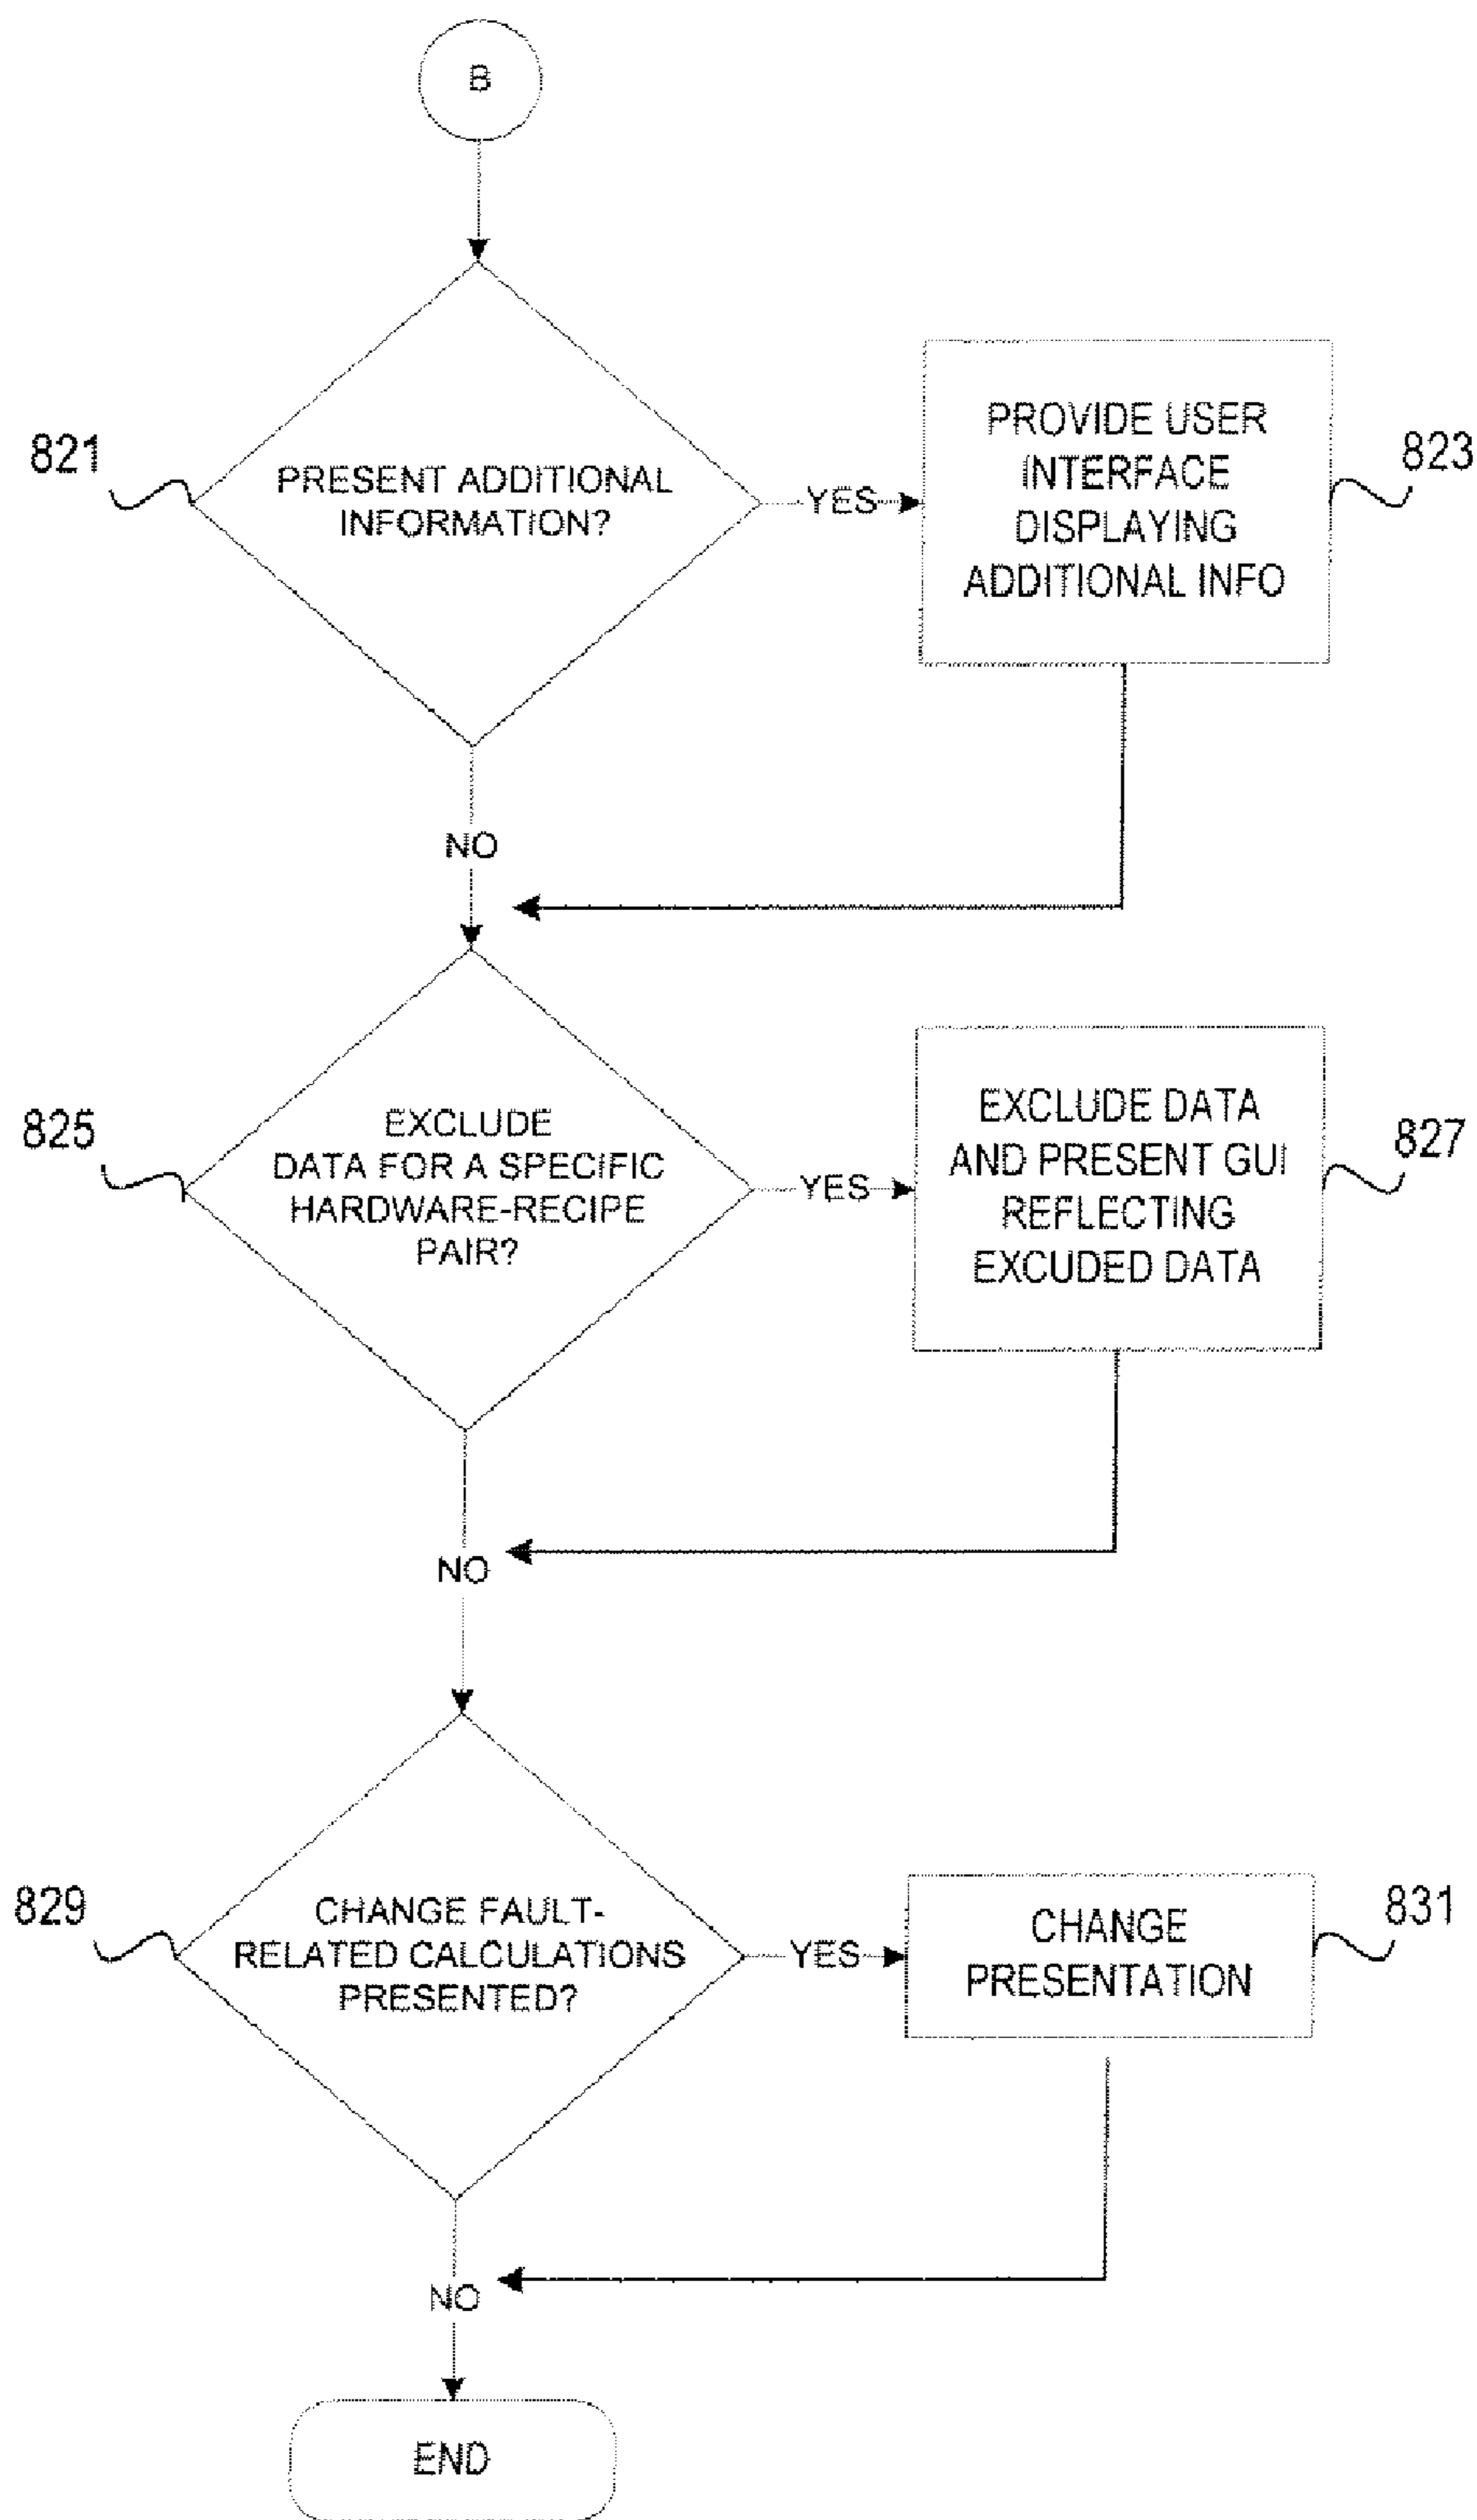 B
821
PRESENT ADDITIONAL
INFORMATION?
YES
PROVIDE USER
INTERFACE
DISPLAYING
ADDITIONAL INFO
823
NO
825
EXCLUDE
DATA FOR A SPECIFIC
HARDWARE-RECIPE
PAIR?
YES
EXCLUDE DATA
AND PRESENT GUI
REFLECTING
EXCUDED DATA
827
NO
829
CHANGE FAULT-
RELATED CALCULATIONS
PRESENTED?
YES
CHANGE
PRESENTATION
831
NO
END